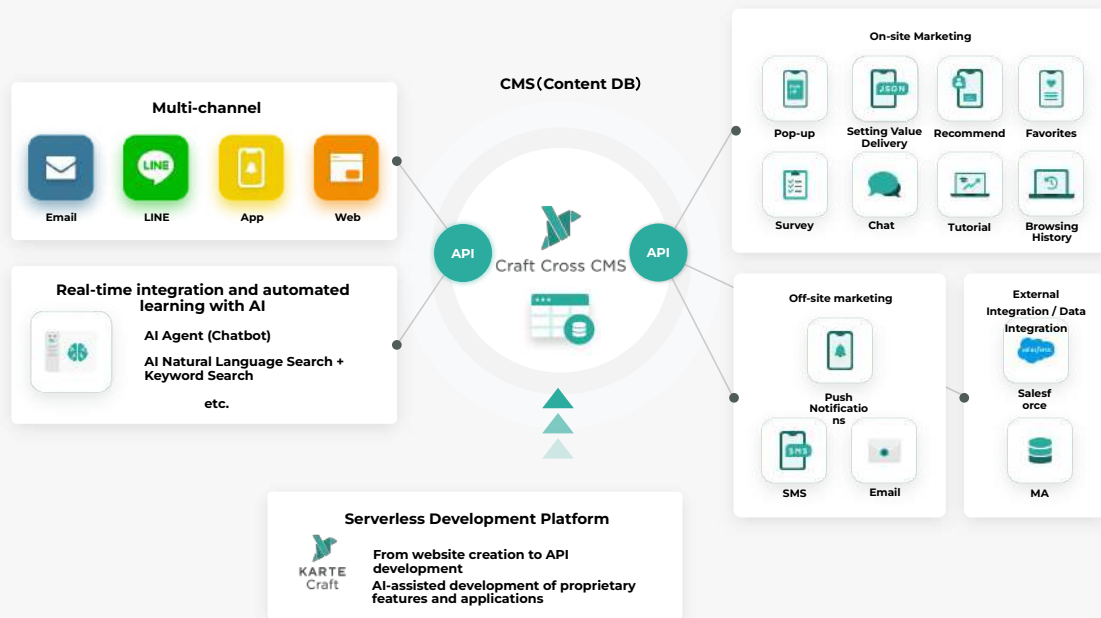 Multi-channel
LINE
Email
LINE
App
Web
Real-time integration and automated
learning with AI
AI Agent (Chatbot)
AI Natural Language Search +
Keyword Search
etc.
CMS(Content DB)
API
Craft Cross CMS
API
Serverless Development Platform
KARTE
Craft
From website creation to API
development
AI-assisted development of proprietary
features and applications
On-site Marketing
JSON
Pop-up
Setting Value
Delivery
Recommend
Favorites
Survey
Chat
Tutorial
Browsing
History
Off-site marketing
Push
Notificatio
ns
SMS
SMS
Email
External
Integration / Data
Integration
salesforce
Salesf
orce
MA